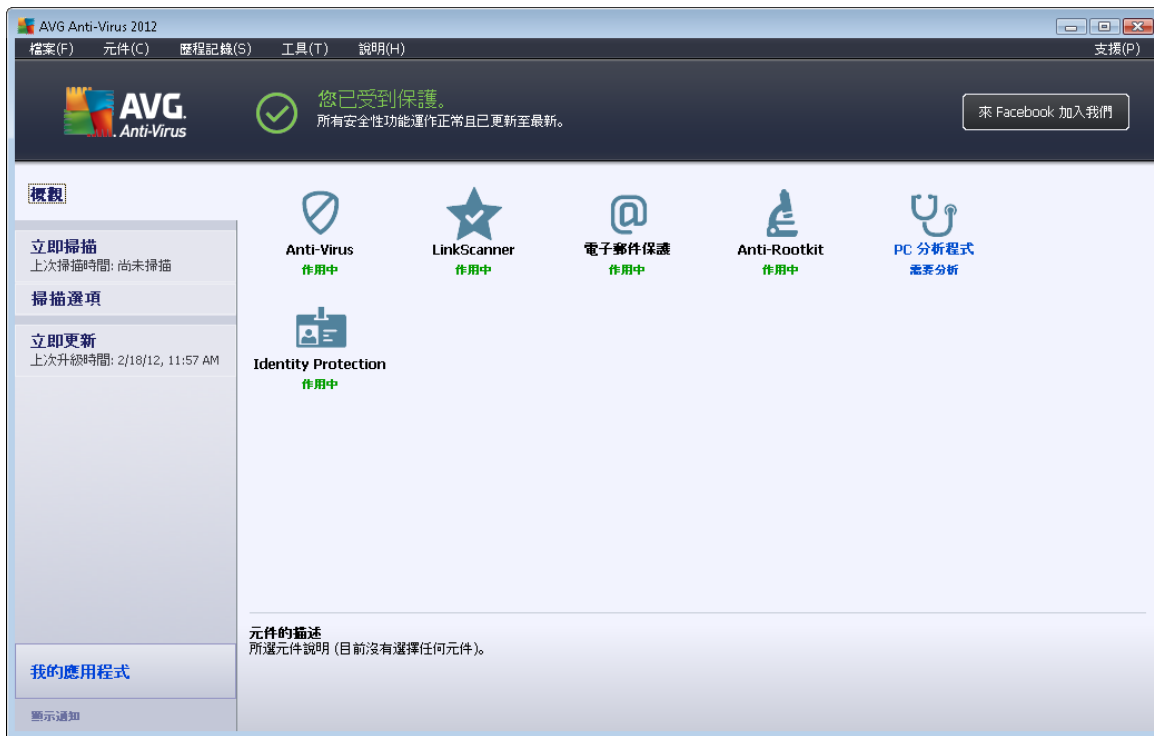 AVG Anti-Virus 2012
檔案(F) 元件(C) 歷程記錄(S) 工具(T) 說明(H) 支援(P)
AVG.
Anti-Virus
您已受到保護。
所有安全性功能運作正常且已更新至最新。
來 Facebook 加入我們
概觀
立即掃描
上次掃描時間: 尚未掃描
掃描選項
立即更新
上次升級時間: 2/18/12, 11:57 AM
我的應用程式
顯示通知
Anti-Virus
作用中
LinkScanner
作用中
電子郵件保護
作用中
Anti-Rootkit
作用中
PC 分析程式
需要分析
Identity Protection
作用中
元件的描述
所選元件說明 (目前沒有選擇任何元件)。